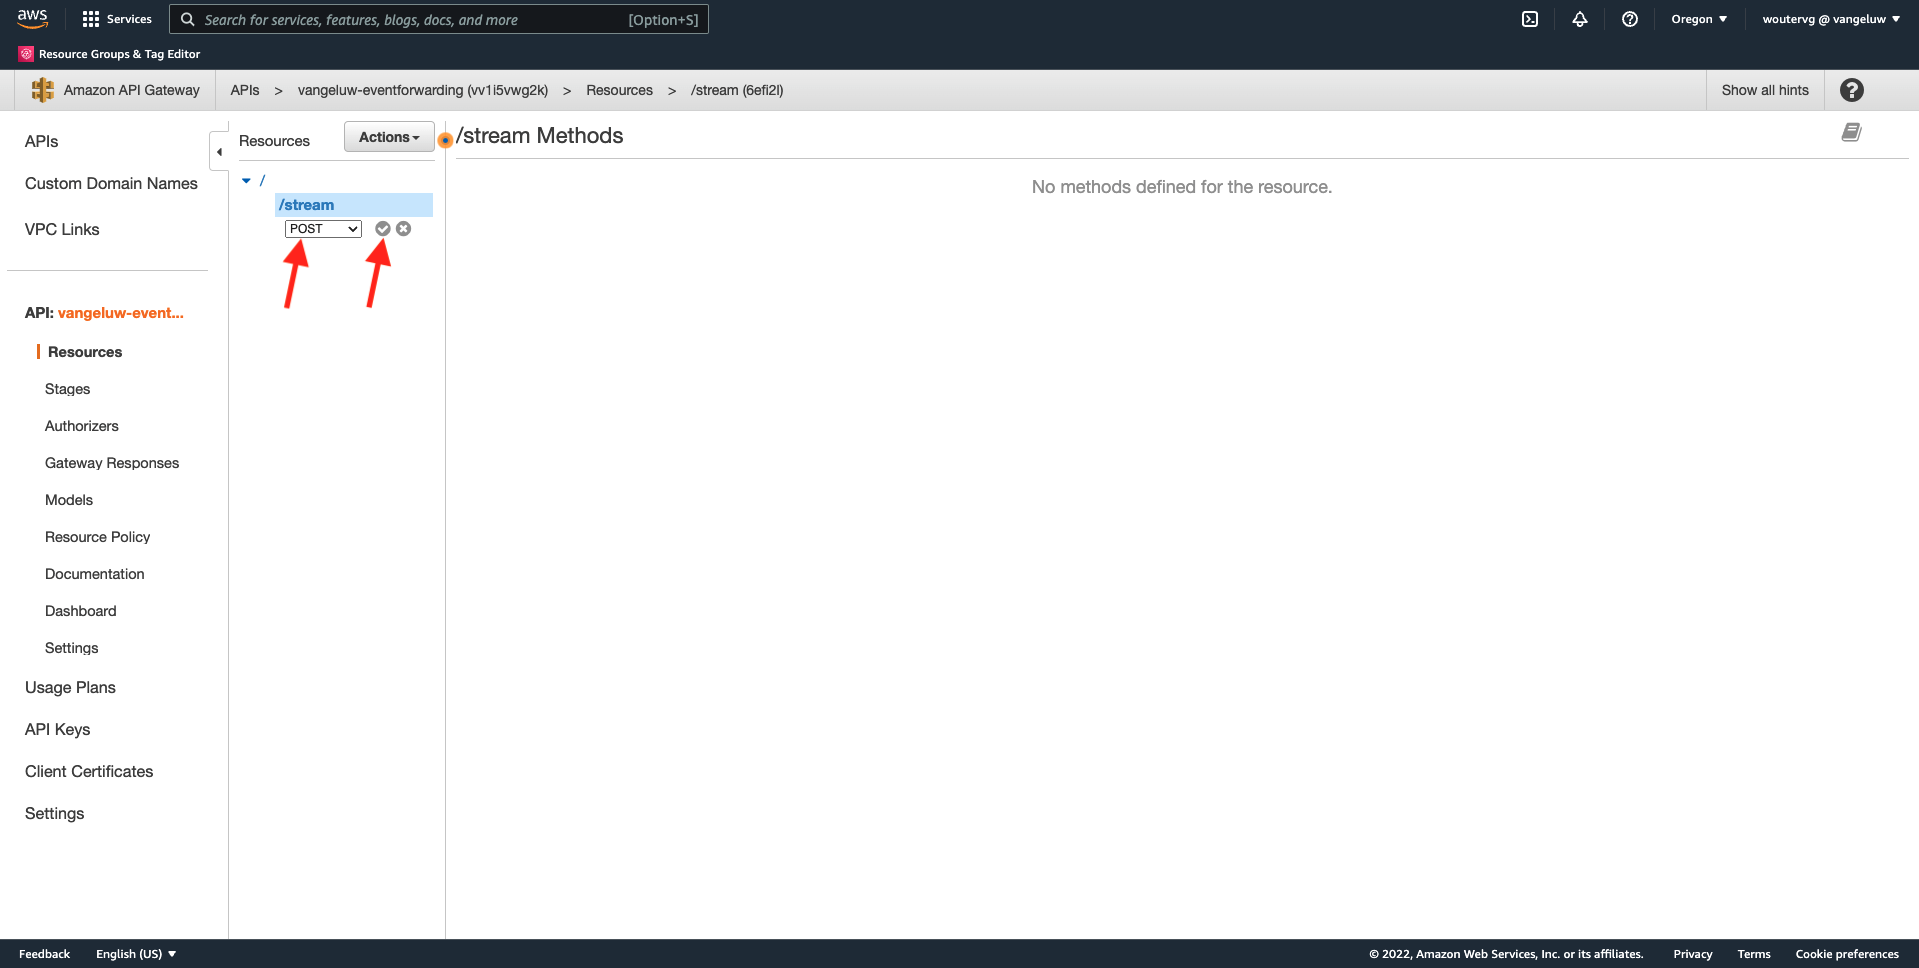 aws
Services
Search for services, features, blogs, docs, and more
[Option+S]
Oregon
woutervg @ vangeluw
Resource Groups & Tag Editor
Amazon API Gateway
APIs > vangeluw-eventforwarding (vv1i5vwg2k) > Resources > /stream (6efi2l)
Show all hints
?
APIs
Custom Domain Names
VPC Links
API: vangeluw-event...
Resources
Stages
Authorizers
Gateway Responses
Models
Resource Policy
Documentation
Dashboard
Settings
Usage Plans
API Keys
Client Certificates
Settings
Resources
Actions
/
/stream
POST
/stream Methods
No methods defined for the resource.
Feedback
English (US)
© 2022, Amazon Web Services, Inc. or its affiliates.
Privacy
Terms
Cookie preferences